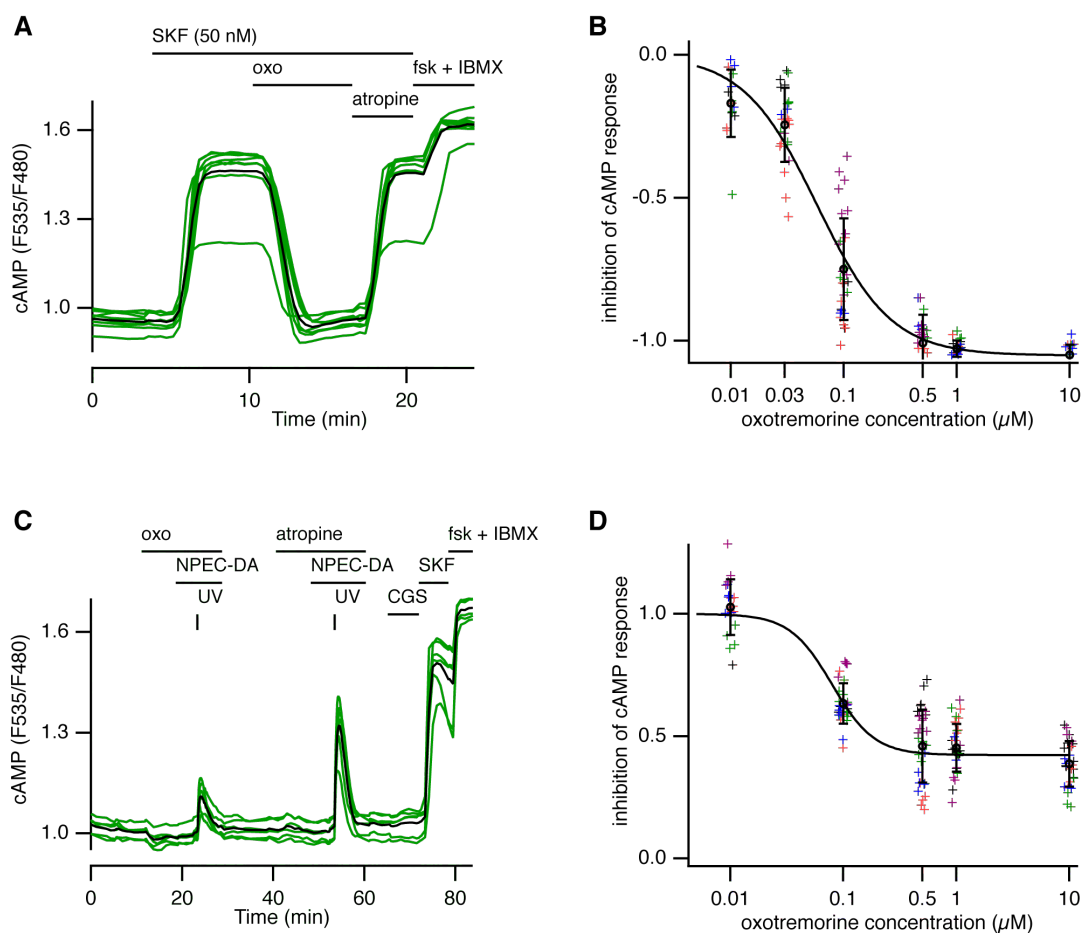 A
SKF (50 nM)
oxo
fsk + IBMX
atropine
cAMP (F535/F480)
1.6
1.3
1.0
0
10
20
Time (min)
B
inhibition of cAMP response
0.0
-0.5
-1.0
0.01
0.03
0.1
0.5
1
10
oxotremorine concentration (µM)
C
oxo
atropine
fsk + IBMX
NPEC-DA
NPEC-DA
SKF
UV
UV
CGS
cAMP (F535/F480)
1.6
1.3
1.0
0
20
40
60
80
Time (min)
D
inhibition of cAMP response
1.0
0.5
0.0
0.01
0.1
0.5
1
10
oxotremorine concentration (µM)